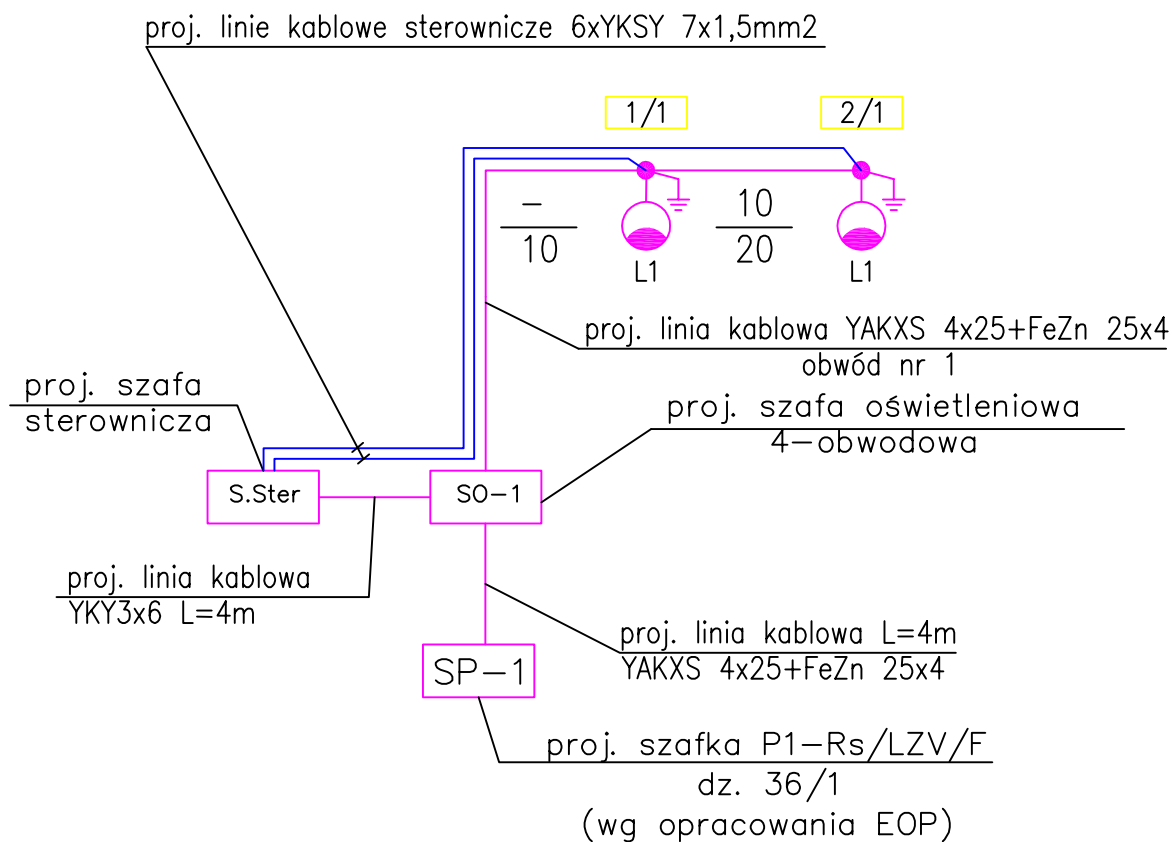 proj. linie kablowe sterownicze 6xYKSY 7x1,5mm2
1/1
2/1
–
10
10
20
L1
L1
proj. linia kablowa YAKXS 4x25+FeZn 25x4
obwód nr 1
proj. szafa
sterownicza
proj. szafa oświetleniowa
4–obwodowa
S.Ster
SO–1
proj. linia kablowa
YKY3x6 L=4m
proj. linia kablowa L=4m
YAKXS 4x25+FeZn 25x4
SP–1
proj. szafka P1–Rs/LZV/F
dz. 36/1
(wg opracowania EOP)